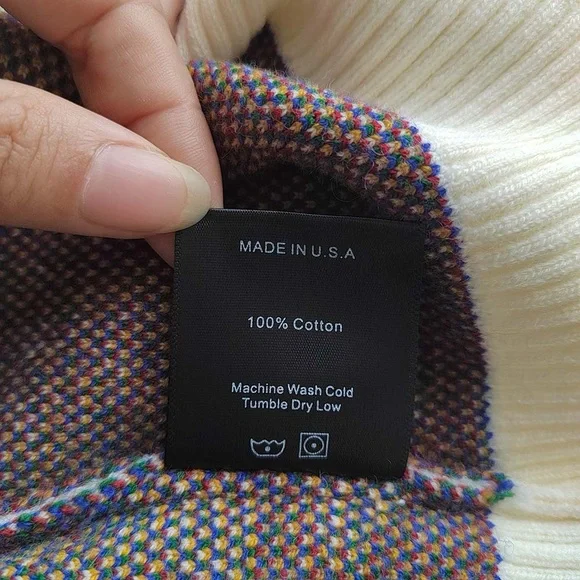 MADE IN U.S.A
100% Cotton
Machine Wash Cold
Tumble Dry Low